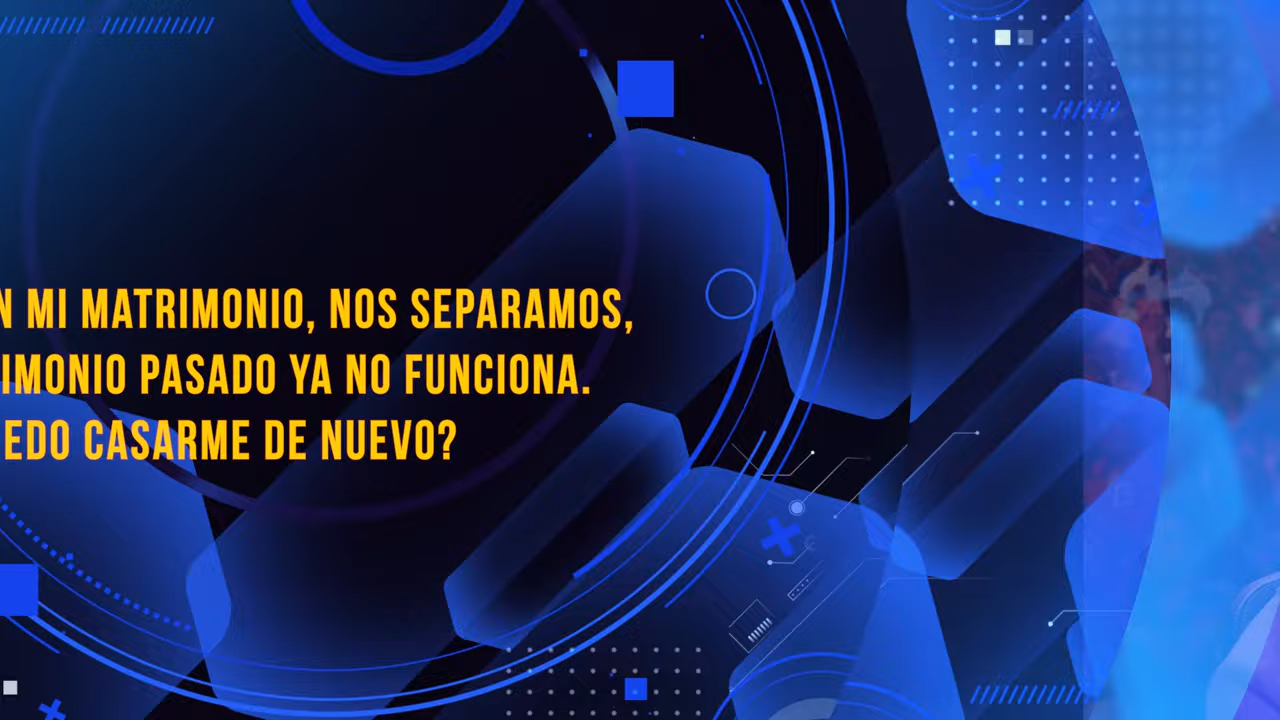 N MI MATRIMONIO, NOS SEPARAMOS,
IMONIO PASADO YA NO FUNCIONA.
EDO CASARME DE NUEVO?